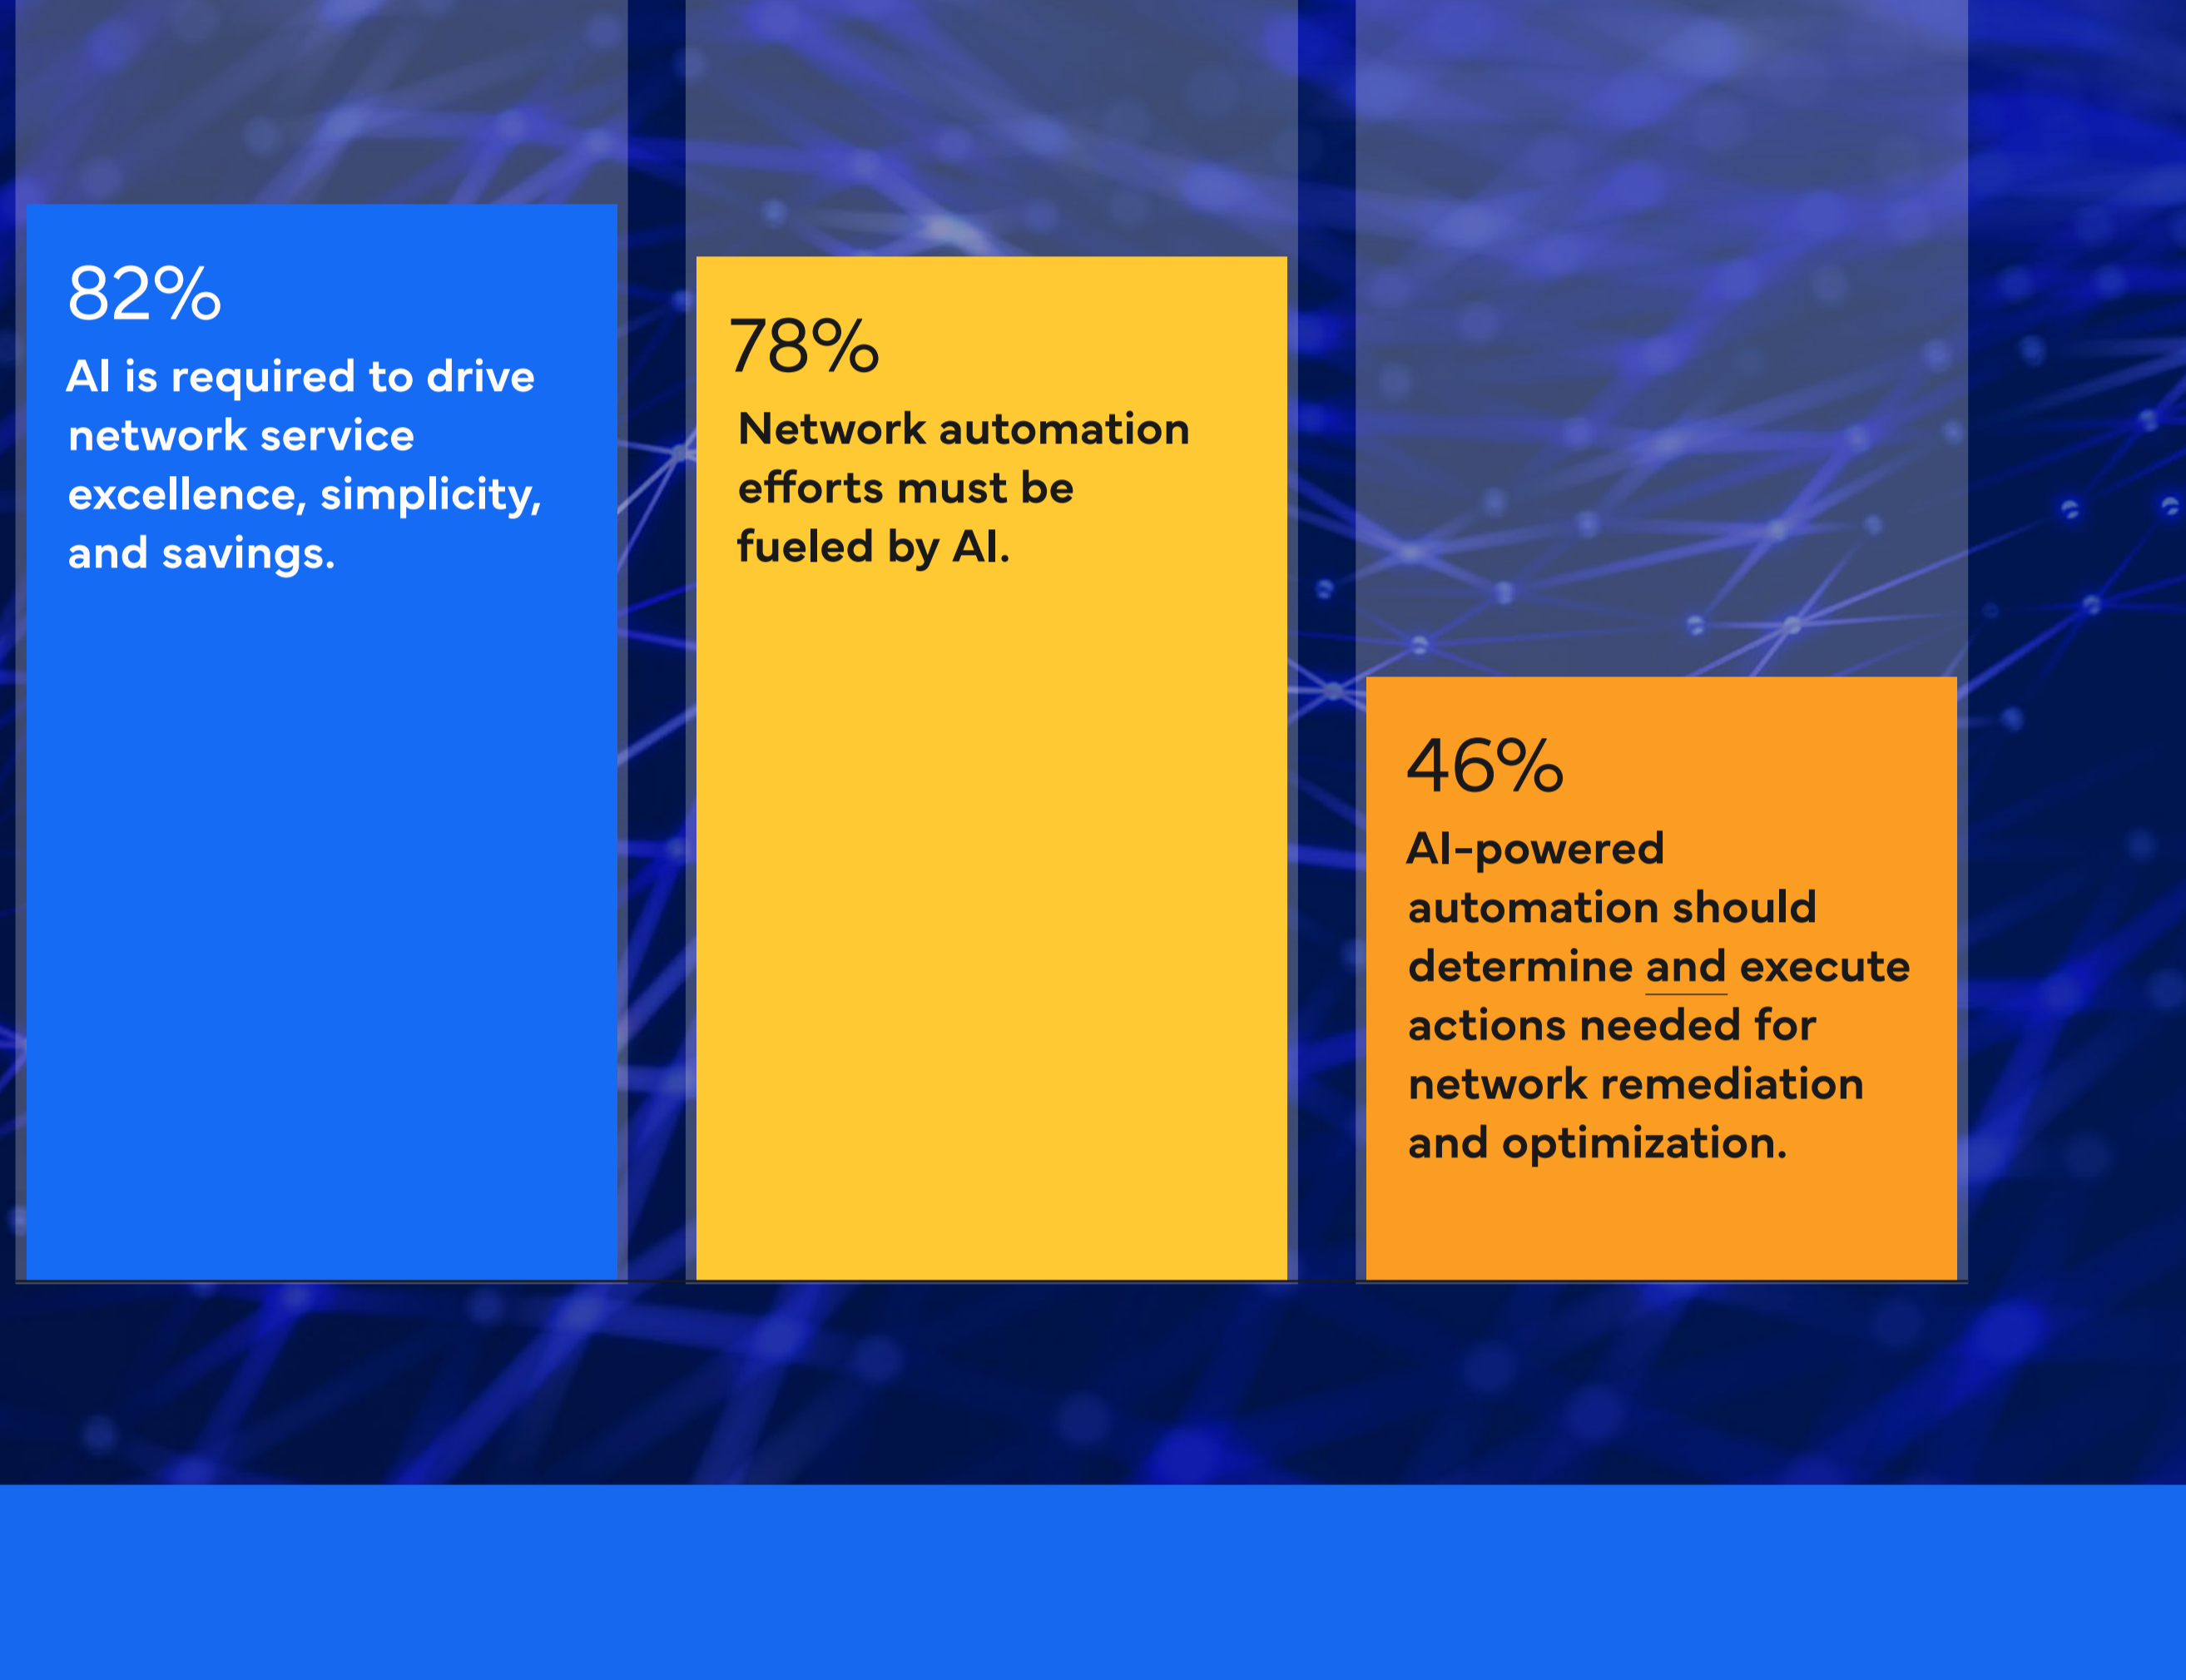 82%
AI is required to drive
network service
excellence, simplicity,
and savings.
78%
Network automation
efforts must be
fueled by AI.
46%
AI-powered
automation should
determine and execute
actions needed for
network remediation
and optimization.